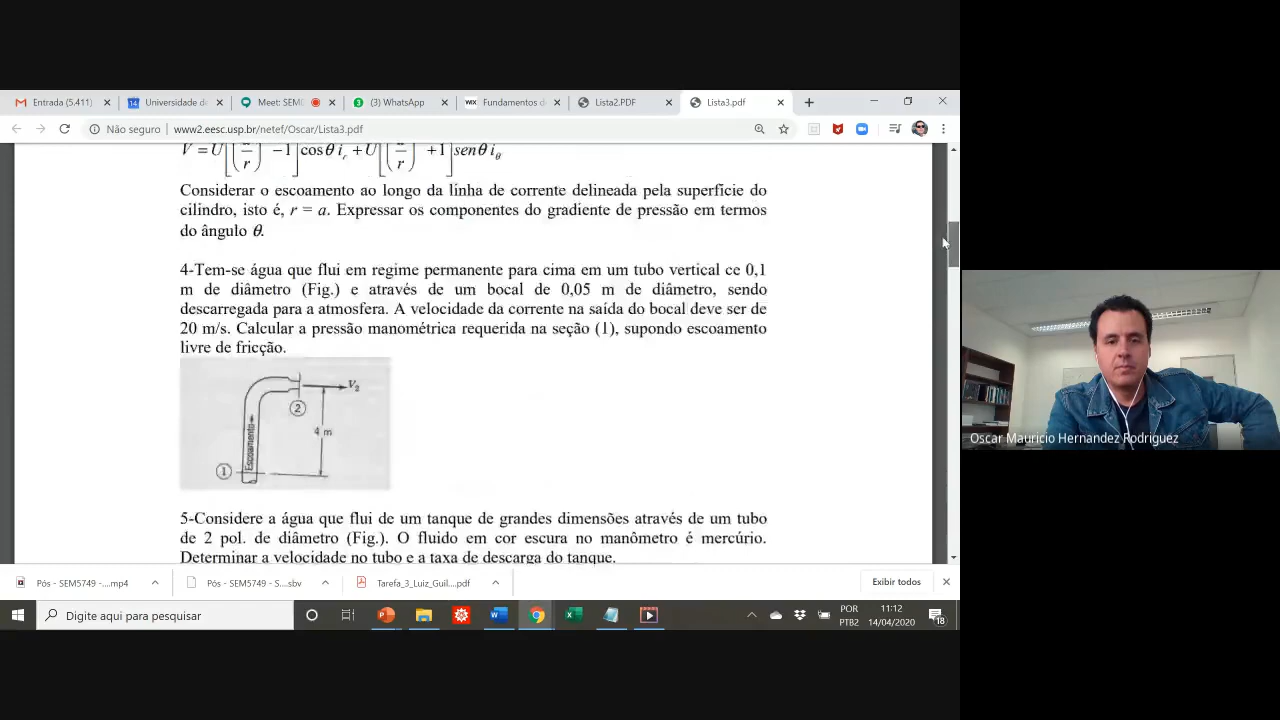 Entrada (5.411)
Universidade de
Meet: SEM
(3) WhatsApp
Fundamentos d
Lista2.PDF
Lista3.pdf
Não seguro | www2.eesc.usp.br/netef/Oscar/Lista3.pdf
r
−1 cosθ i_r + U
r
+1 senθ i_θ
Considerar o escoamento ao longo da linha de corrente delineada pela superfície do
cilindro, isto é, r = a. Expressar os componentes do gradiente de pressão em termos
do ângulo θ.
4-Tem-se água que flui em regime permanente para cima em um tubo vertical ce 0,1
m de diâmetro (Fig.) e através de um bocal de 0,05 m de diâmetro, sendo
descarregada para a atmosfera. A velocidade da corrente na saída do bocal deve ser de
20 m/s. Calcular a pressão manométrica requerida na seção (1), supondo escoamento
livre de fricção.
V₂
2
4 m
Escoamento
1
5-Considere a água que flui de um tanque de grandes dimensões através de um tubo
de 2 pol. de diâmetro (Fig.). O fluido em cor escura no manômetro é mercúrio.
Determinar a velocidade no tubo e a taxa de descarga do tanque.
Oscar Mauricio Hernandez Rodriguez
Pós - SEM5749 -....mp4
Pós - SEM5749 - S....sbv
Tarefa_3_Luiz_Guil....pdf
Exibir todos
Digite aqui para pesquisar
POR
PTB2
11:12
14/04/2020
18